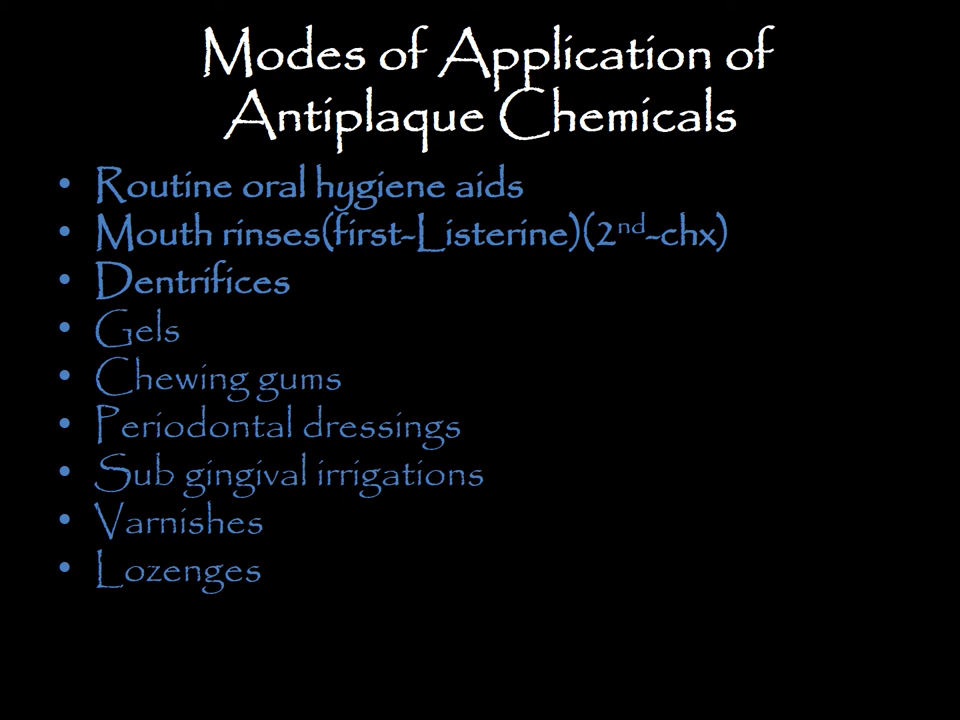 Modes of Application of
Antiplaque Chemicals
• Routine oral hygiene aids
• Mouth rinses(first-Listerine)(2nd-chx)
• Dentrifices
• Gels
• Chewing gums
• Periodontal dressings
• Sub gingival irrigations
• Varnishes
• Lozenges